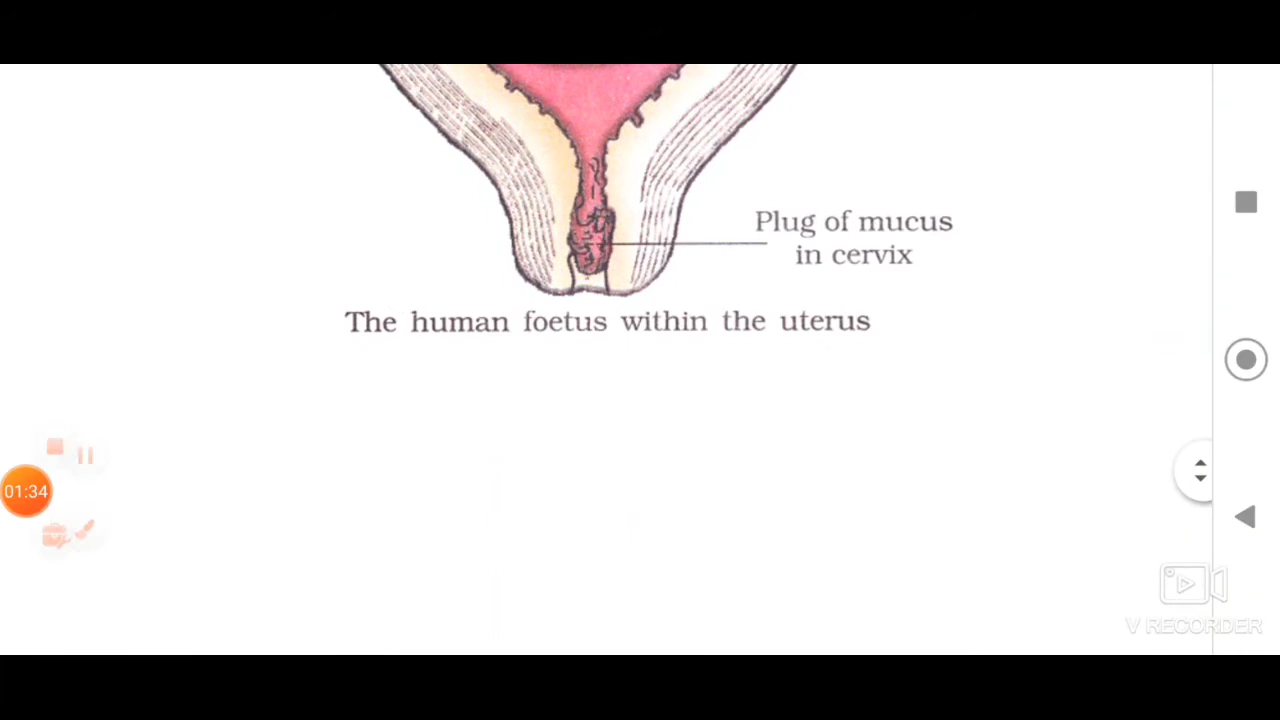 Plug of mucus
in cervix
The human foetus within the uterus
01:34
V RECORDER